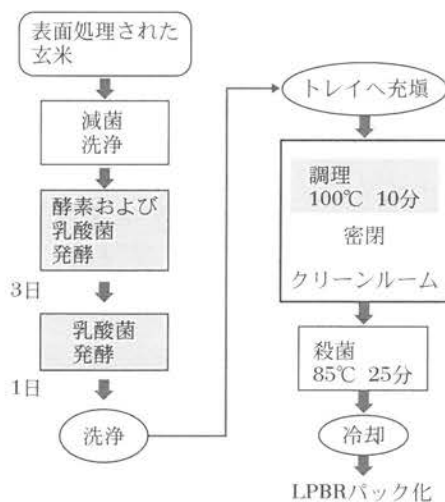 表面処理された
玄米
減菌
洗浄
酵素および
乳酸菌
発酵
3日
乳酸菌
発酵
1日
洗浄
トレイへ充填
調理
100℃ 10分
密閉
クリーンルーム
殺菌
85℃ 25分
冷却
LPBRパック化